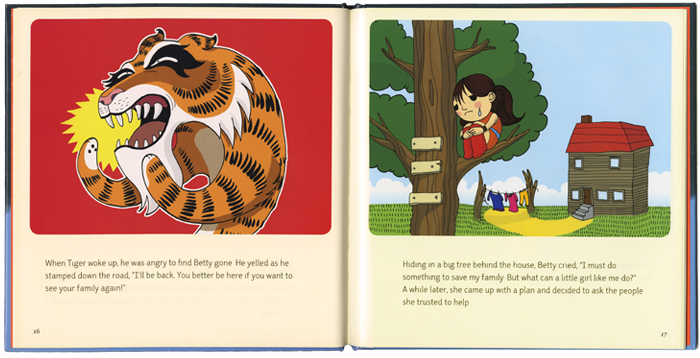 When Tiger woke up, he was angry to find Betty gone. He yelled as he
stamped down the road, "I'll be back. You better be here if you want to
see your family again!"
16
Hiding in a big tree behind the house, Betty cried, "I must do
something to save my family. But what can a little girl like me do?"
A while later, she came up with a plan and decided to ask the people
she trusted to help
17